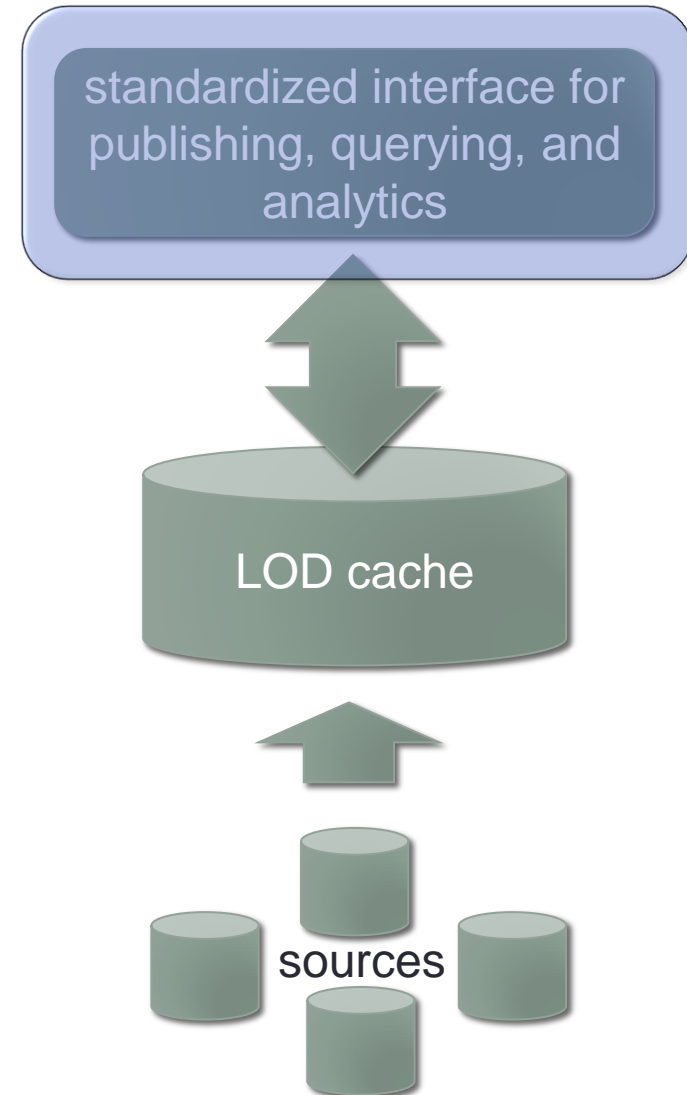 standardized interface for
publishing, querying, and
analytics
LOD cache
sources